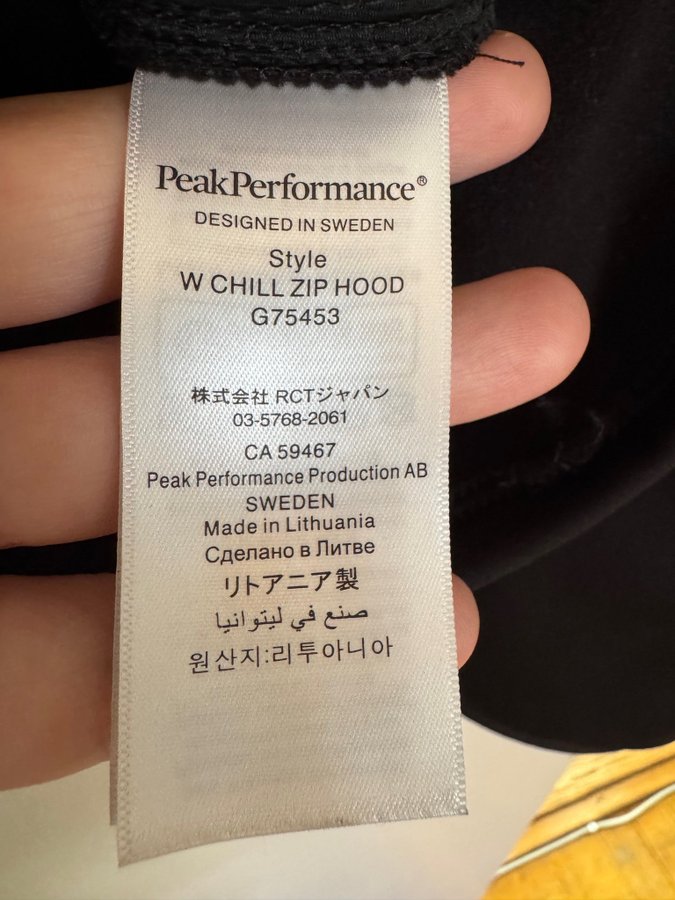 PeakPerformance®
DESIGNED IN SWEDEN
Style
W CHILL ZIP HOOD
G75453
株式会社 RCTジャパン
03-5768-2061
CA 59467
Peak Performance Production AB
SWEDEN
Made in Lithuania
Сделано в Литве
リトアニア製
صنع في ليتوانيا
원산지:리투아니아